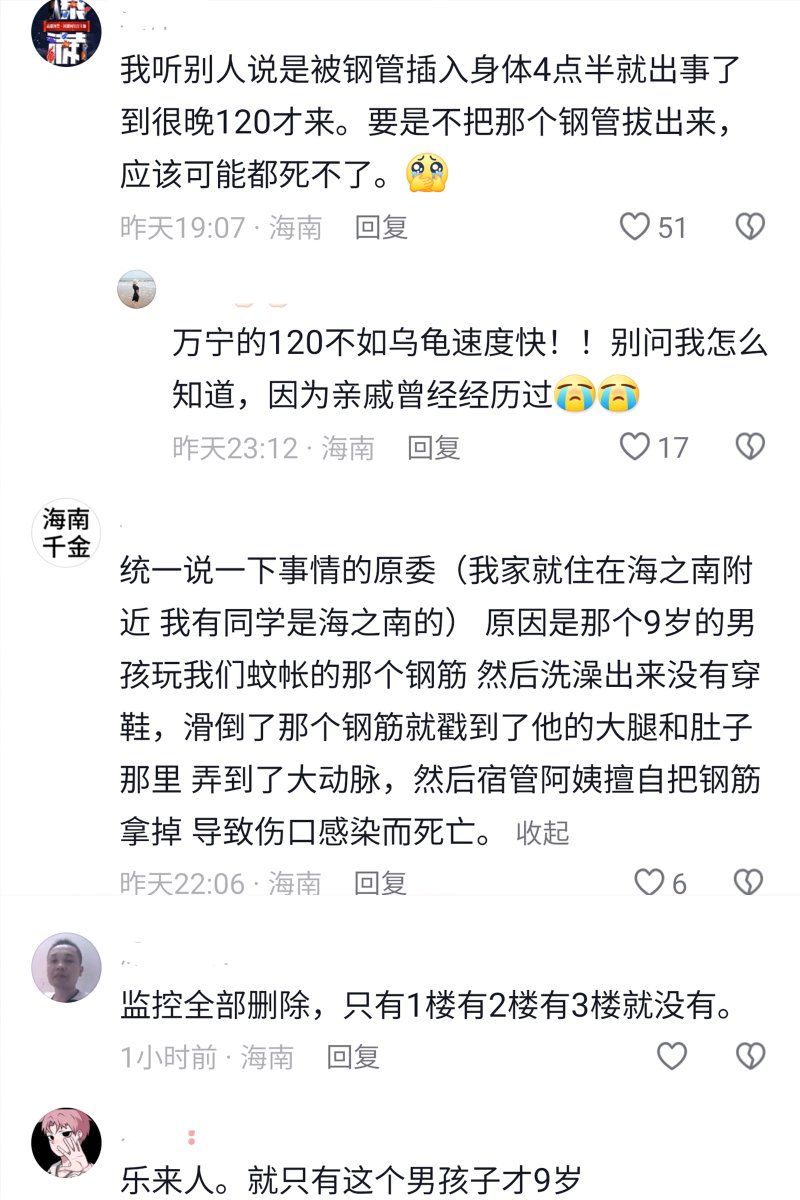 我听别人说是被钢管插入身体4点半就出事了
到很晚120才来。要是不把那个钢管拔出来，
应该可能都死不了。🥹
昨天19:07 · 海南 回复 51
万宁的120不如乌龟速度快！！别问我怎么
知道，因为亲戚曾经经历过😭😭
昨天23:12 · 海南 回复 17
海南
千金
统一说一下事情的原委（我家就住在海之南附
近 我有同学是海之南的） 原因是那个9岁的男
孩玩我们蚊帐的那个钢筋 然后洗澡出来没有穿
鞋，滑倒了那个钢筋就戳到了他的大腿和肚子
那里 弄到了大动脉，然后宿管阿姨擅自把钢筋
拿掉 导致伤口感染而死亡。 收起
昨天22:06 · 海南 回复 6
监控全部删除，只有1楼有2楼有3楼就没有。
1小时前 · 海南 回复
乐来人。就只有这个男孩子才9岁